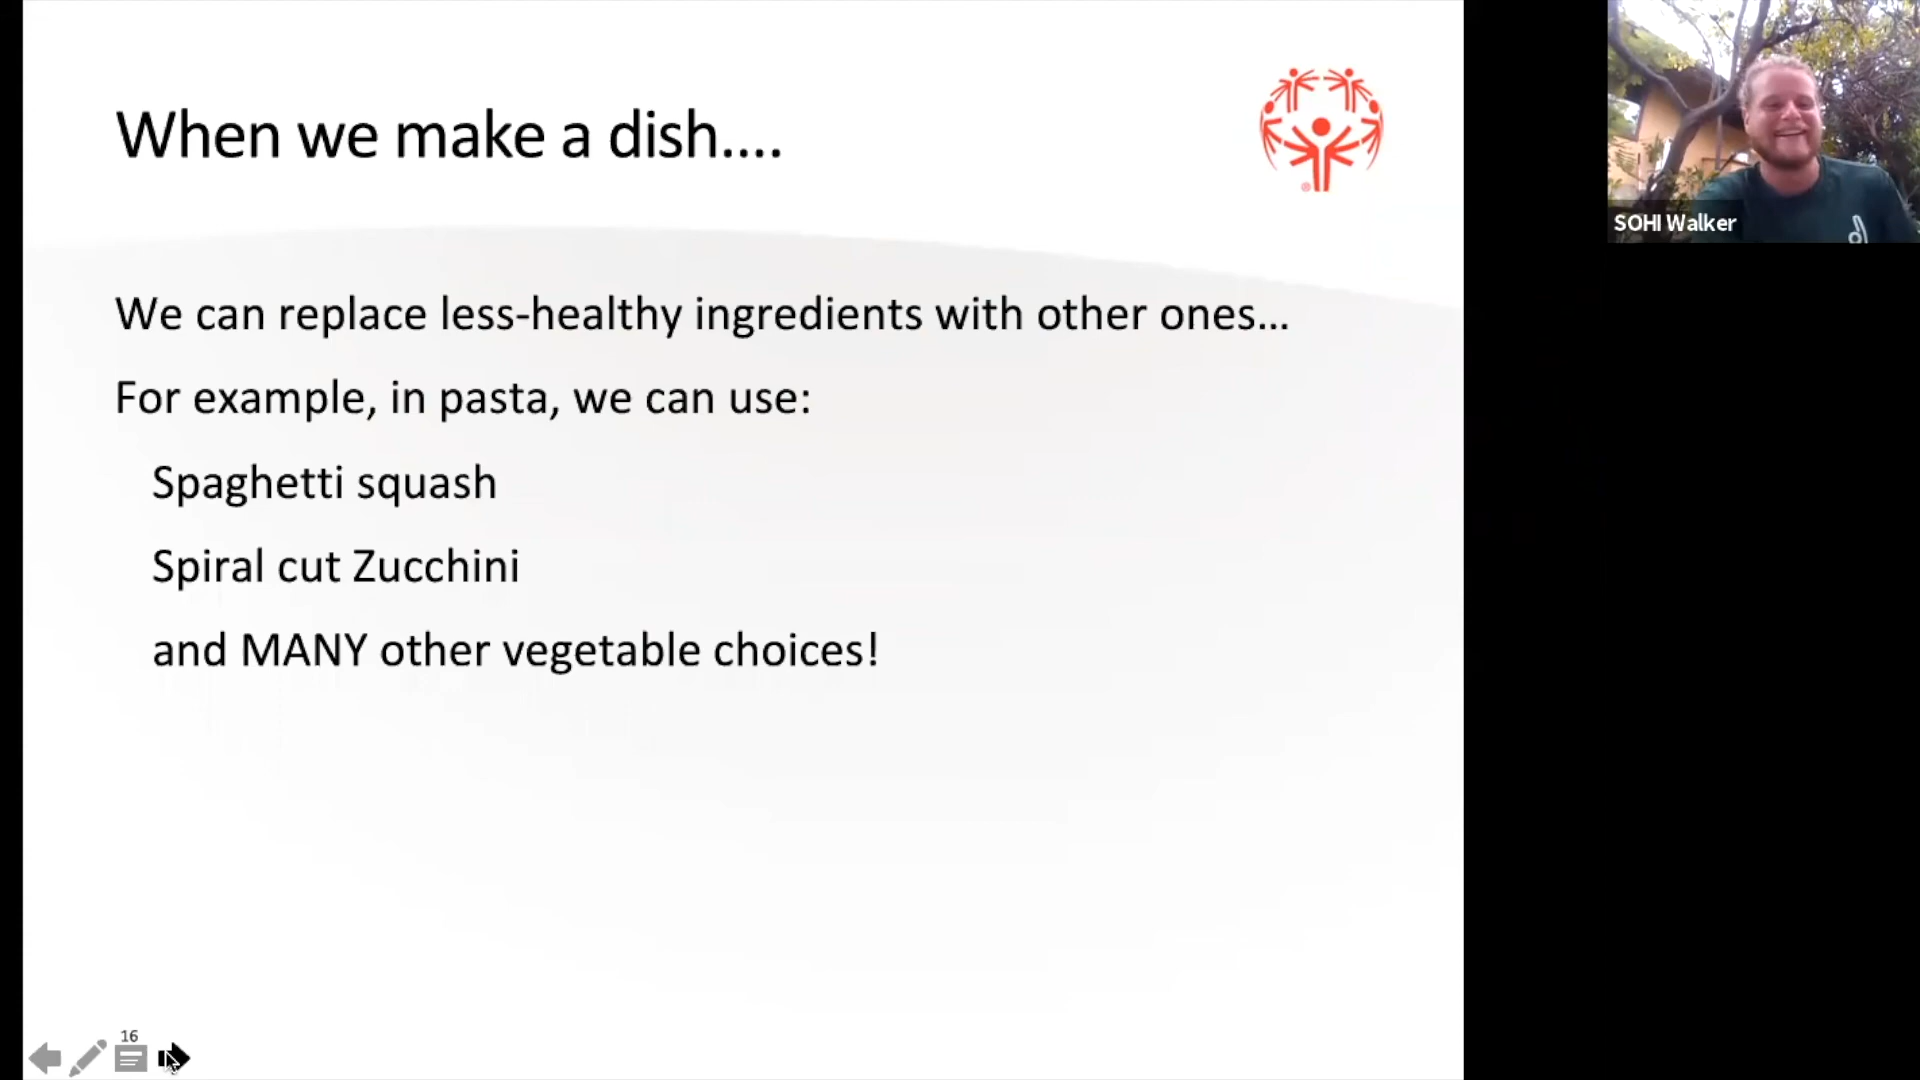 When we make a dish....
We can replace less-healthy ingredients with other ones...
For example, in pasta, we can use:
Spaghetti squash
Spiral cut Zucchini
and MANY other vegetable choices!
16
SOHI Walker
®